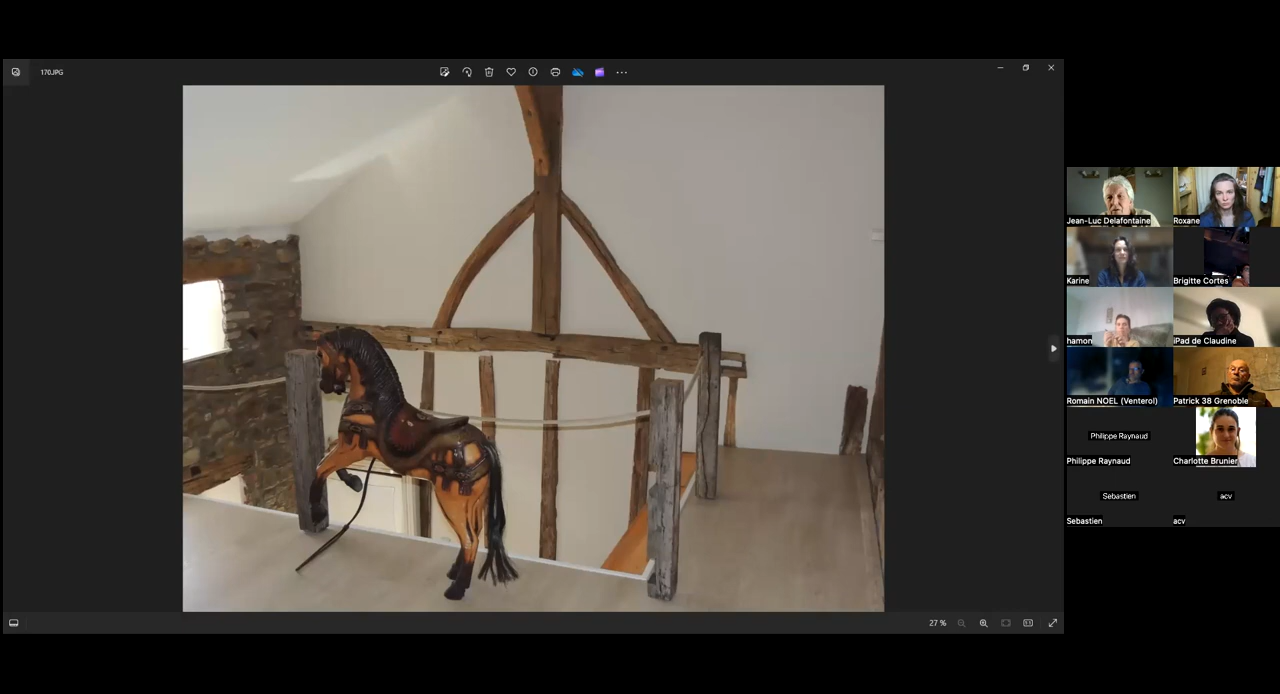 170.JPG
27 %
Jean-Luc Delafontaine
Roxane
Karine
Brigitte Cortes
hamon
iPad de Claudine
Romain NOEL (Venterol)
Patrick 38 Grenoble
Philippe Raynaud
Philippe Raynaud
Charlotte Brunier
Sebastien
acv
Sebastien
acv